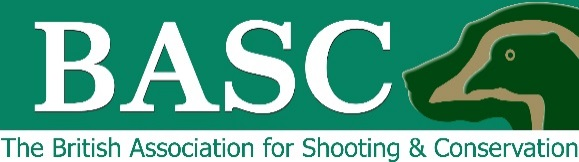 BASC
The British Association for Shooting & Conservation